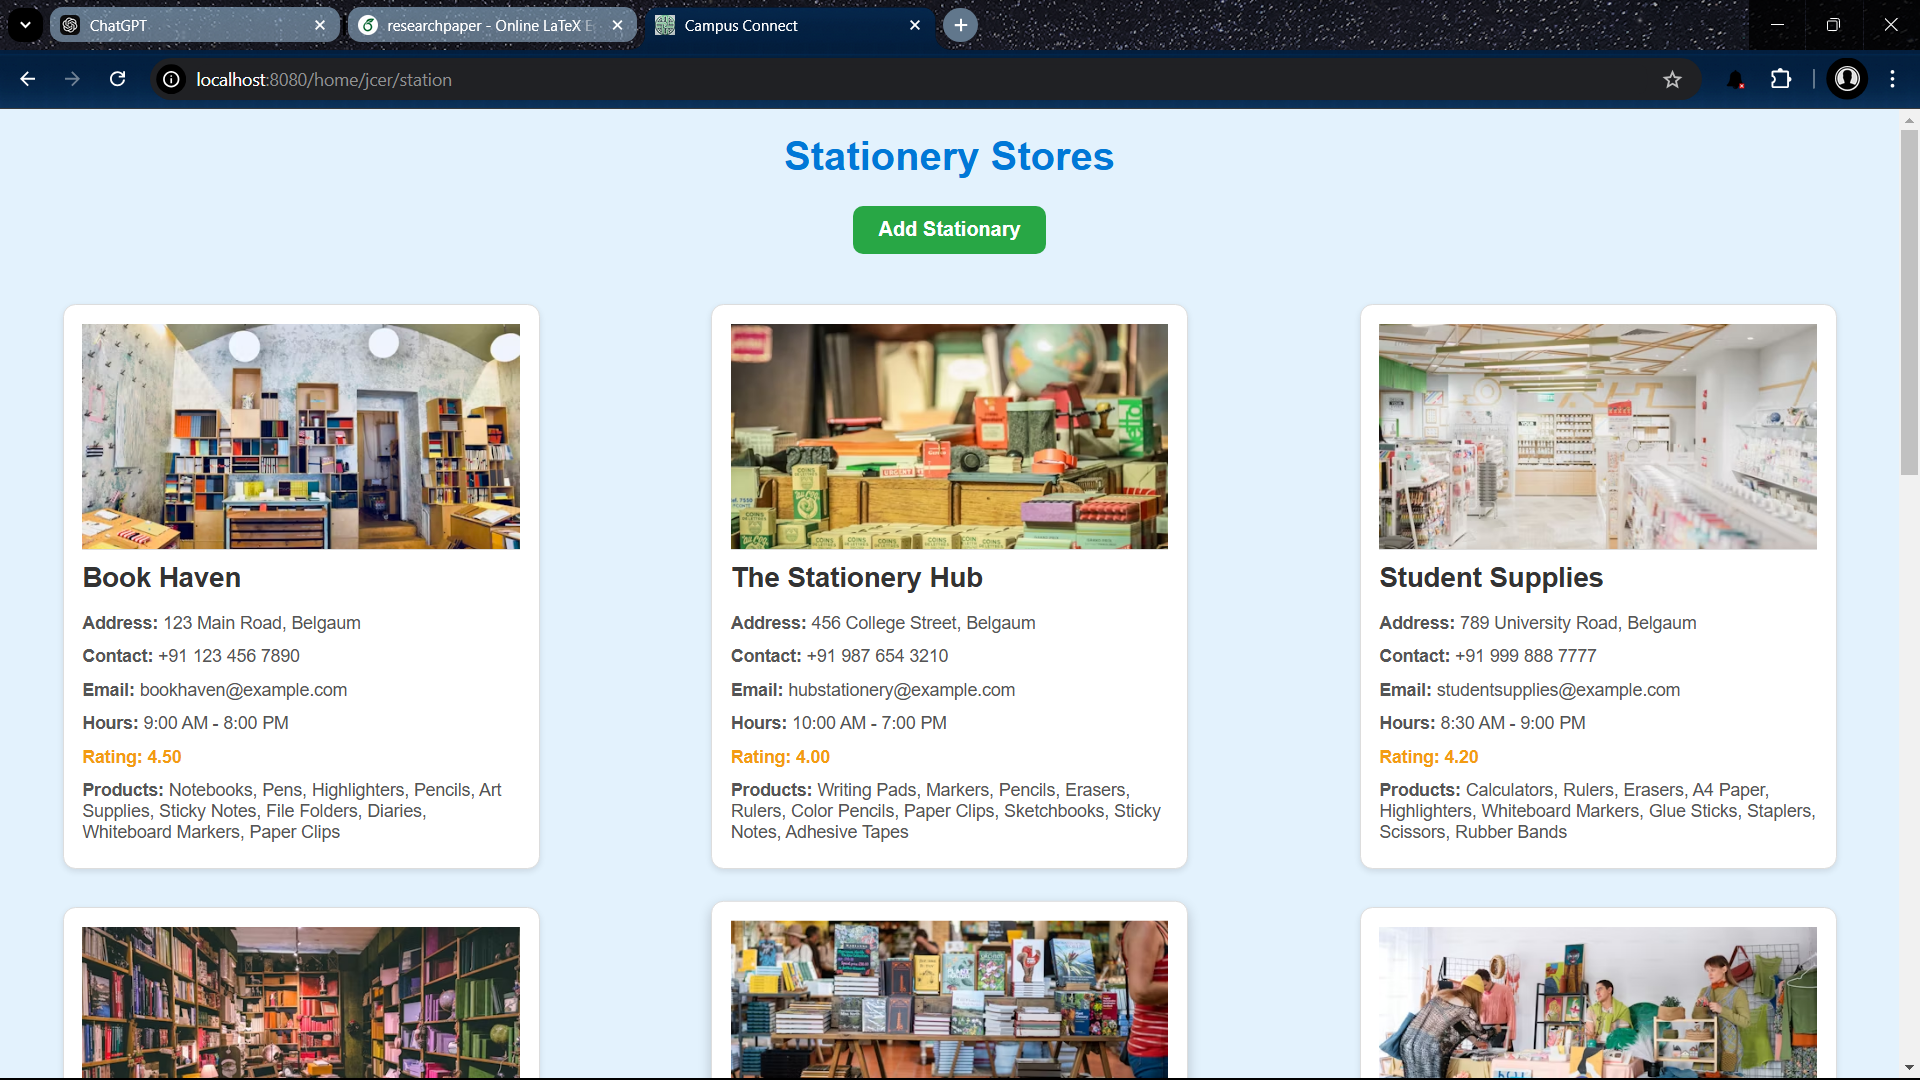 ChatGPT
researchpaper - Online LaTeX E
Campus Connect
localhost:8080/home/jcer/station
Stationery Stores
Add Stationary
Book Haven
Address: 123 Main Road, Belgaum
Contact: +91 123 456 7890
Email: bookhaven@example.com
Hours: 9:00 AM - 8:00 PM
Rating: 4.50
Products: Notebooks, Pens, Highlighters, Pencils, Art
Supplies, Sticky Notes, File Folders, Diaries,
Whiteboard Markers, Paper Clips
URGENT
COINS
COINS
COINS
The Stationery Hub
Address: 456 College Street, Belgaum
Contact: +91 987 654 3210
Email: hubstationery@example.com
Hours: 10:00 AM - 7:00 PM
Rating: 4.00
Products: Writing Pads, Markers, Pencils, Erasers,
Rulers, Color Pencils, Paper Clips, Sketchbooks, Sticky
Notes, Adhesive Tapes
Student Supplies
Address: 789 University Road, Belgaum
Contact: +91 999 888 7777
Email: studentsupplies@example.com
Hours: 8:30 AM - 9:00 PM
Rating: 4.20
Products: Calculators, Rulers, Erasers, A4 Paper,
Highlighters, Whiteboard Markers, Glue Sticks, Staplers,
Scissors, Rubber Bands